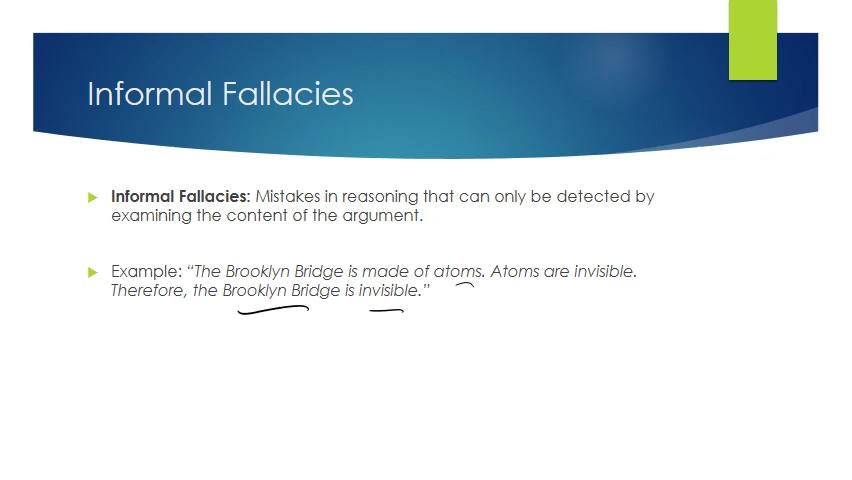 Informal Fallacies
Informal Fallacies: Mistakes in reasoning that can only be detected by
examining the content of the argument.
Example: “The Brooklyn Bridge is made of atoms. Atoms are invisible.
Therefore, the Brooklyn Bridge is invisible.”